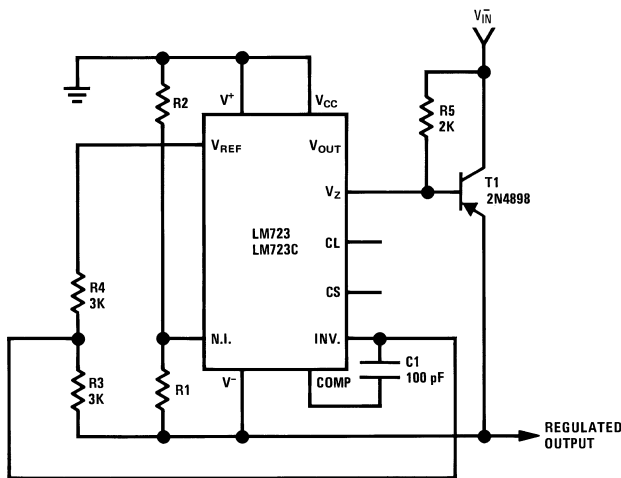 V⁻IN
R2
V⁺
VCC
R5
2K
VREF
VOUT
T1
2N4898
VZ
LM723
LM723C
CL
R4
3K
CS
N.I.
INV.
C1
100 pF
R3
3K
R1
V⁻
COMP
REGULATED
OUTPUT